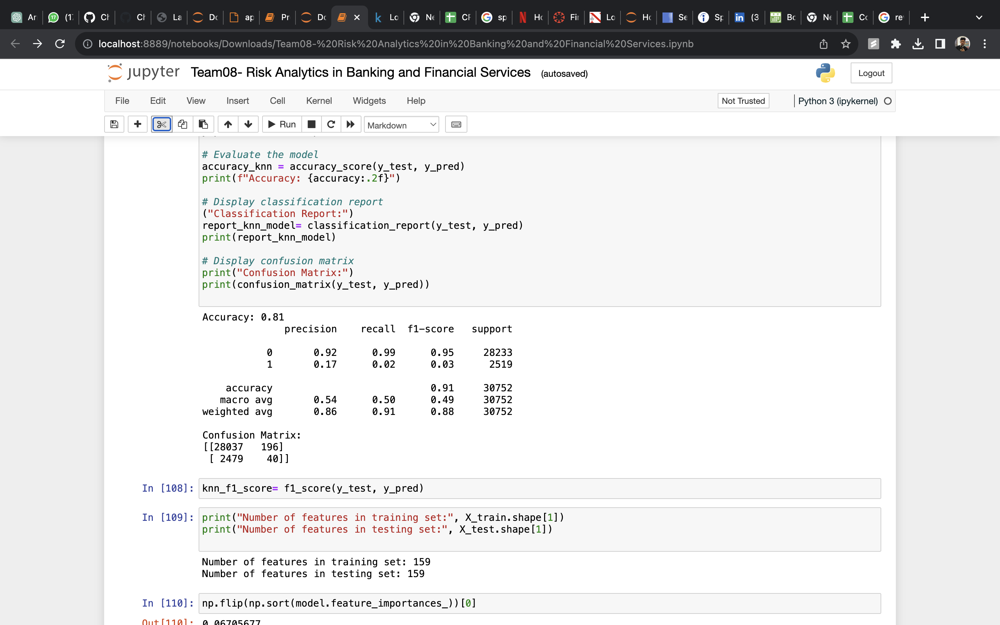 Ar
17
(1
Ch
Ch
La
Do
ap
Pr
Do
Lo
Ne
sp
Ho
Fir
Lo
Ho
Se
Sp
in
(3
Bo
Ne
Co
re
localhost:8889/notebooks/Downloads/Team08-%20Risk%20Analytics%20in%20Banking%20and%20Financial%20Services.ipynb
jupyter Team08- Risk Analytics in Banking and Financial Services (autosaved)
Logout
File Edit View Insert Cell Kernel Widgets Help
Not Trusted
Python 3 (ipykernel)
Run
Markdown
# Evaluate the model
accuracy_knn = accuracy_score(y_test, y_pred)
print(f"Accuracy: {accuracy:.2f}")
# Display classification report
("Classification Report:")
report_knn_model= classification_report(y_test, y_pred)
print(report_knn_model)
# Display confusion matrix
print("Confusion Matrix:")
print(confusion_matrix(y_test, y_pred))
Accuracy: 0.81
precision recall f1-score support
0 0.92 0.99 0.95 28233
1 0.17 0.02 0.03 2519
accuracy 0.91 30752
macro avg 0.54 0.50 0.49 30752
weighted avg 0.86 0.91 0.88 30752
Confusion Matrix:
[[28037 196]
[ 2479 40]]
In [108]: knn_f1_score= f1_score(y_test, y_pred)
In [109]: print("Number of features in training set:", X_train.shape[1])
print("Number of features in testing set:", X_test.shape[1])
Number of features in training set: 159
Number of features in testing set: 159
In [110]: np.flip(np.sort(model.feature_importances_))[0]
Out[110]: 0.06705677